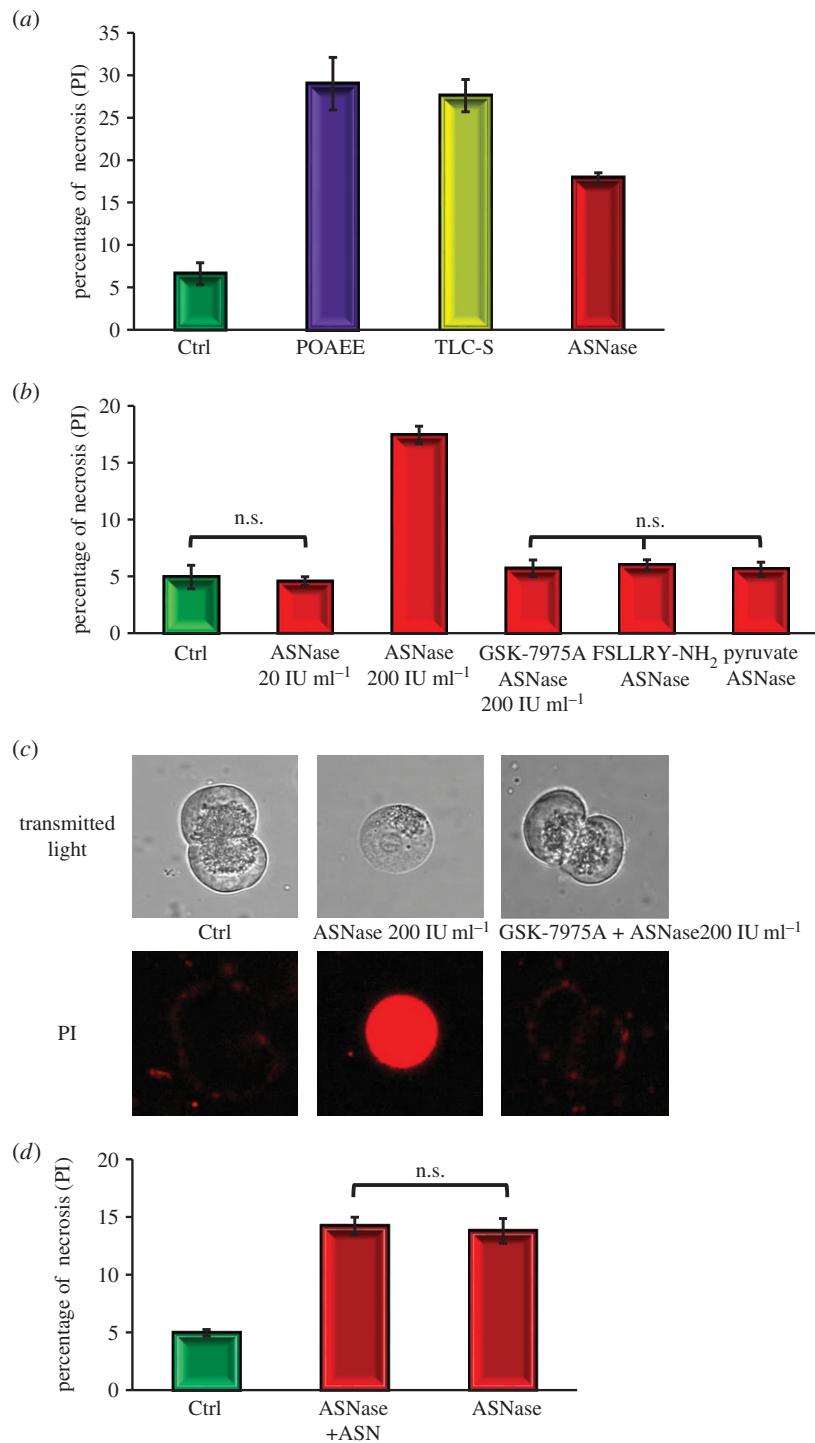 (a)
percentage of necrosis (PI)
35
30
25
20
15
10
5
0
Ctrl POAEE TLC-S ASNase
(b)
percentage of necrosis (PI)
20
15
10
5
0
n.s. n.s.
Ctrl ASNase ASNase GSK-7975A FSLLRY-NH₂ pyruvate
20 IU ml⁻¹ 200 IU ml⁻¹ ASNase ASNase ASNase
200 IU ml⁻¹
(c)
transmitted
light
Ctrl ASNase 200 IU ml⁻¹ GSK-7975A + ASNase200 IU ml⁻¹
PI
(d)
percentage of necrosis (PI)
20
15
10
5
0
n.s.
Ctrl ASNase ASNase
+ASN